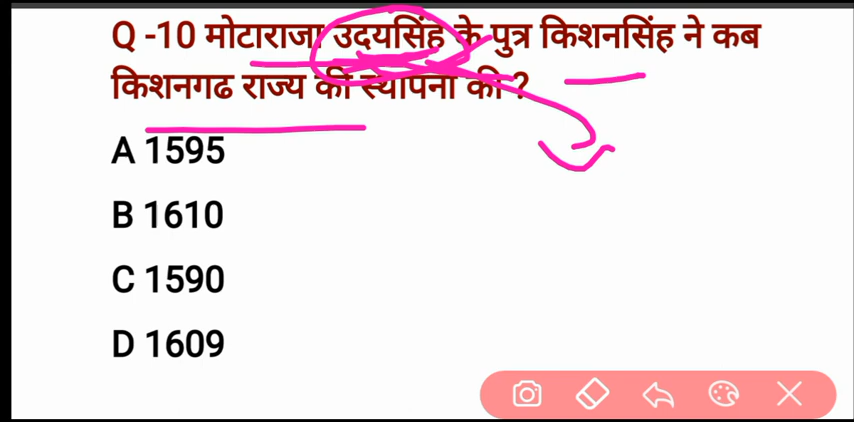 Q -10 मोटाराजा उदयसिंह के पुत्र किशनसिंह ने कब
किशनगढ राज्य की स्थापना की ?
A 1595
B 1610
C 1590
D 1609